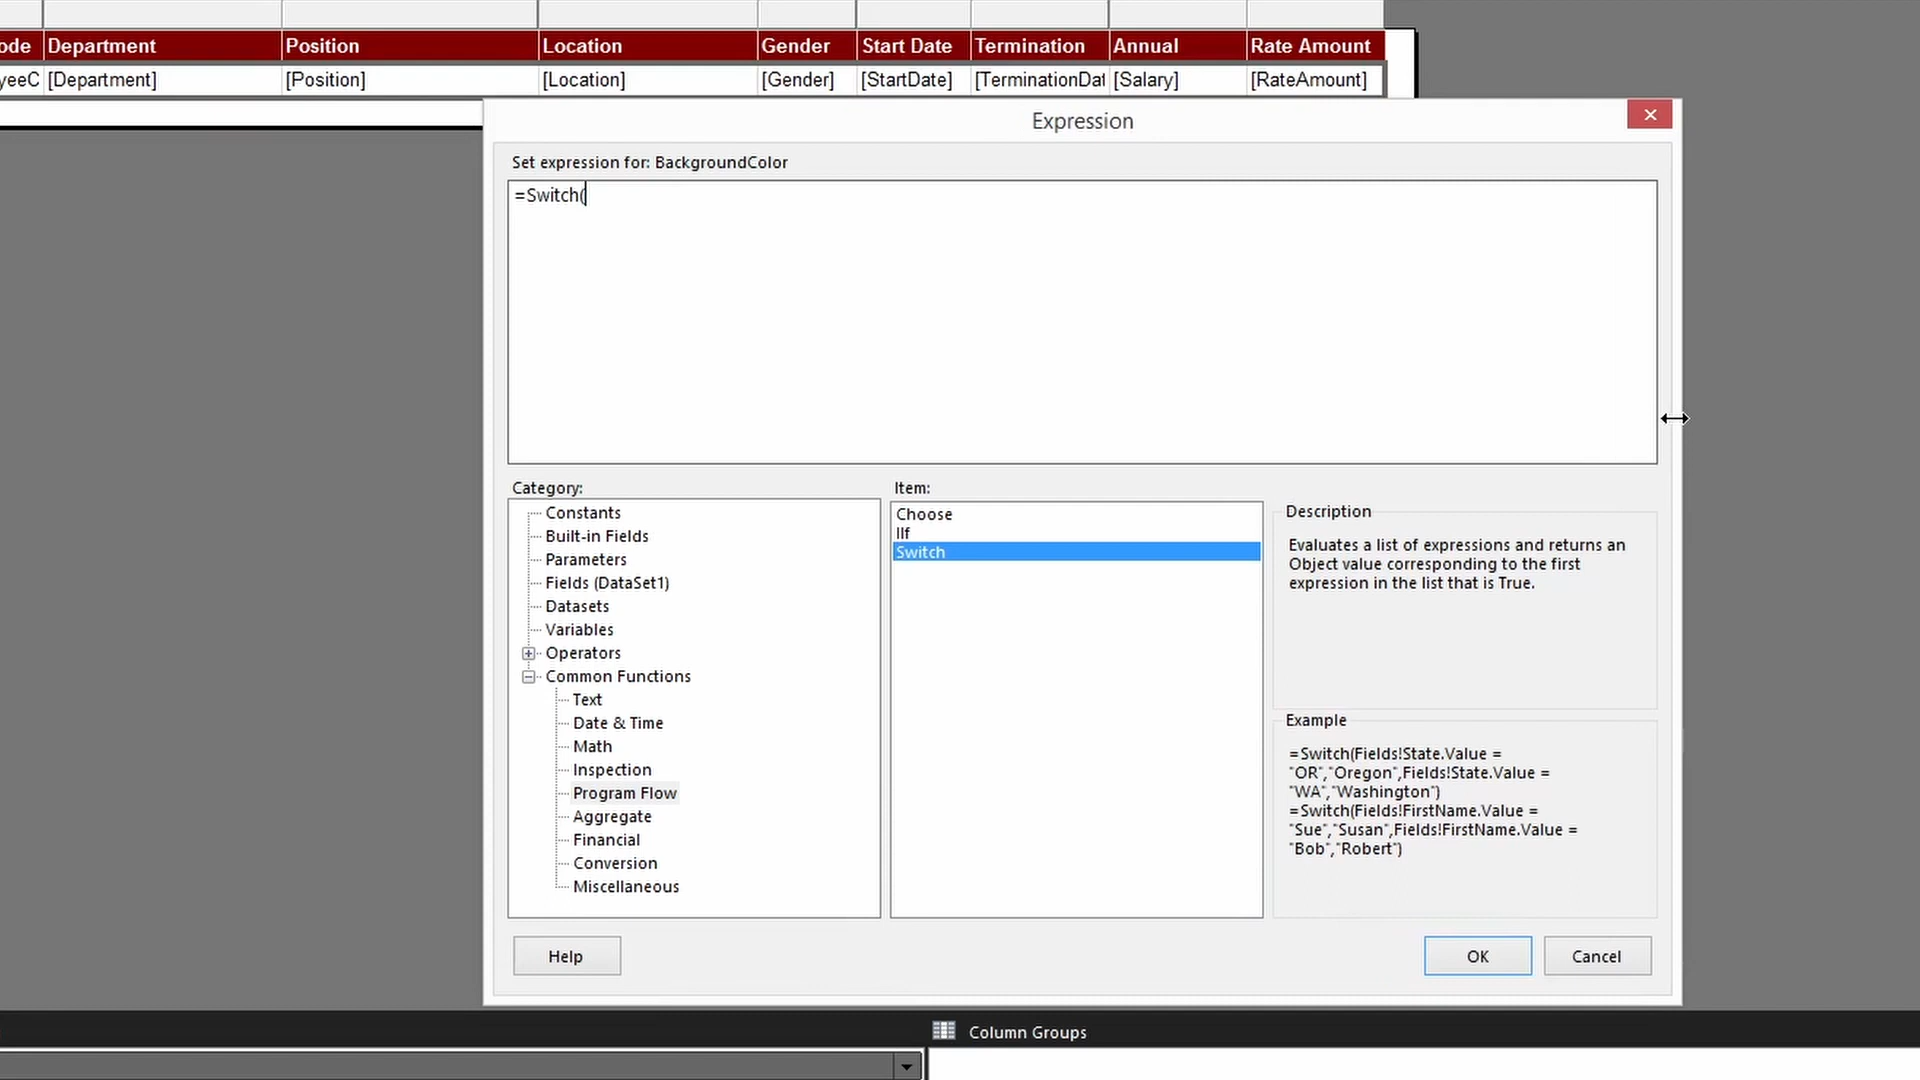 ode Department Position Location Gender Start Date Termination Annual Rate Amount
yeeC [Department] [Position] [Location] [Gender] [StartDate] [TerminationDat [Salary] [RateAmount]
Expression
Set expression for: BackgroundColor
=Switch(
Category:
Constants
Built-in Fields
Parameters
Fields (DataSet1)
Datasets
Variables
Operators
Common Functions
Text
Date & Time
Math
Inspection
Program Flow
Aggregate
Financial
Conversion
Miscellaneous
Item:
Choose
IIf
Switch
Description
Evaluates a list of expressions and returns an
Object value corresponding to the first
expression in the list that is True.
Example
=Switch(Fields!State.Value =
"OR","Oregon",Fields!State.Value =
"WA","Washington")
=Switch(Fields!FirstName.Value =
"Sue","Susan",Fields!FirstName.Value =
"Bob","Robert")
Help
OK
Cancel
Column Groups